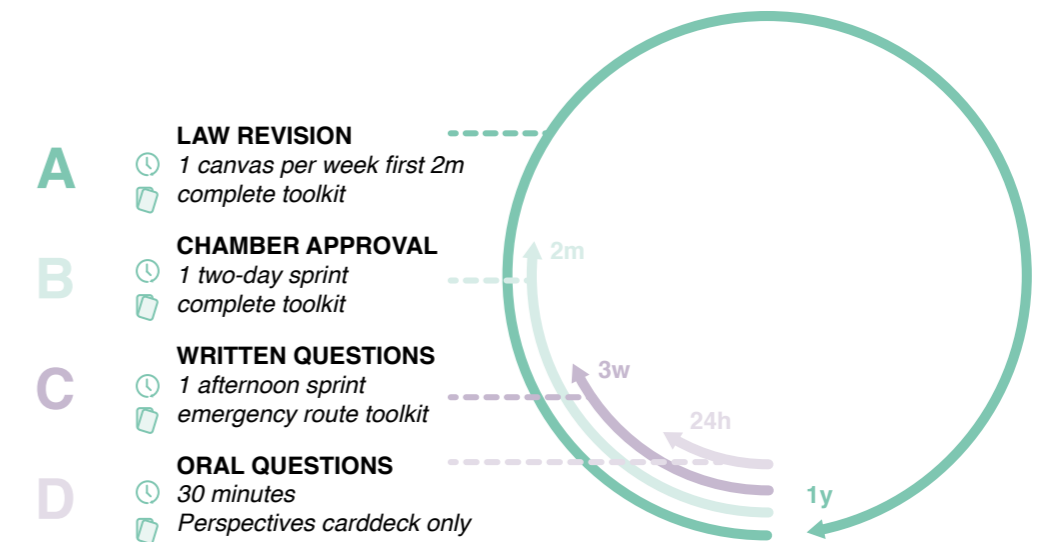 A
LAW REVISION
1 canvas per week first 2m
complete toolkit
B
CHAMBER APPROVAL
1 two-day sprint
complete toolkit
C
WRITTEN QUESTIONS
1 afternoon sprint
emergency route toolkit
D
ORAL QUESTIONS
30 minutes
Perspectives carddeck only
2m
3w
24h
1y